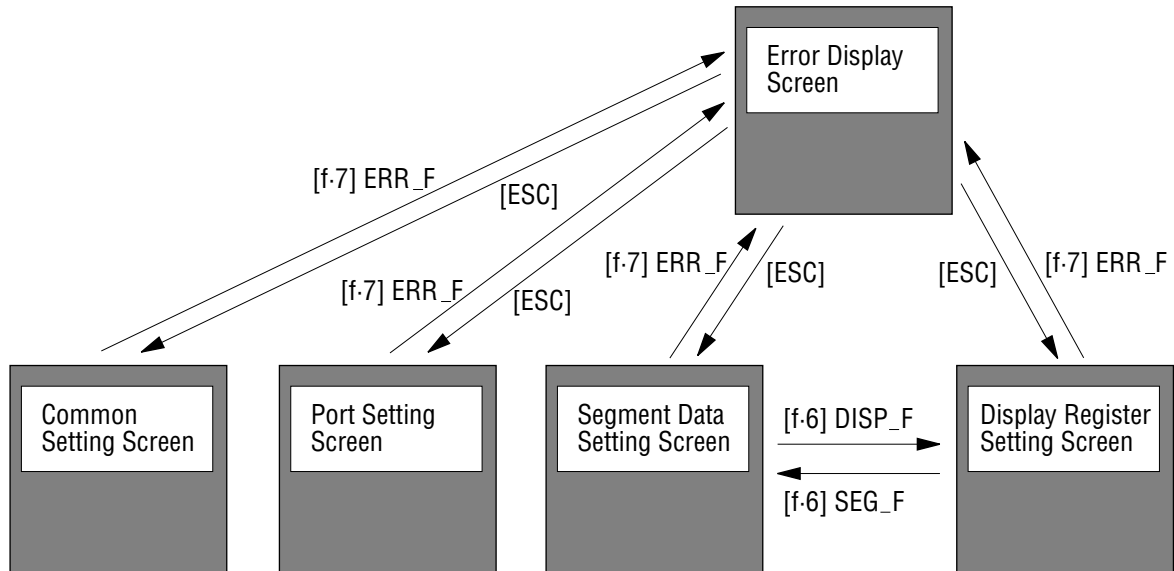 Error Display
Screen
[f·7] ERR_F
[ESC]
[f·7] ERR_F
[ESC]
[f·7] ERR_F
[ESC]
[ESC]
[f·7] ERR_F
Common
Setting Screen
Port Setting
Screen
Segment Data
Setting Screen
[f·6] DISP_F
[f·6] SEG_F
Display Register
Setting Screen